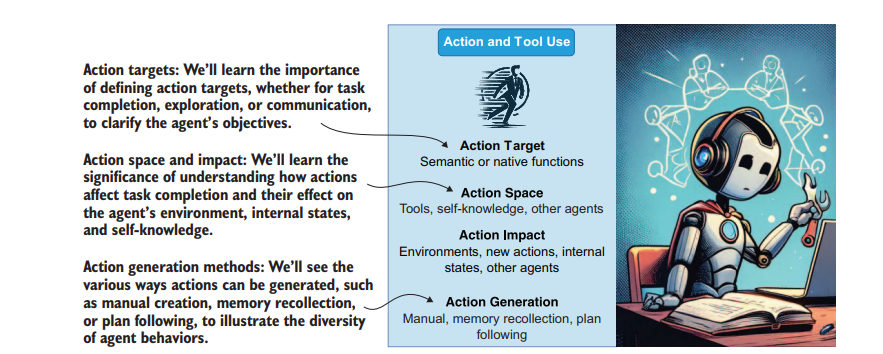 Action targets: We'll learn the importance
of defining action targets, whether for task
completion, exploration, or communication,
to clarify the agent's objectives.
Action space and impact: We'll learn the
significance of understanding how actions
affect task completion and their effect on
the agent's environment, internal states,
and self-knowledge.
Action generation methods: We'll see the
various ways actions can be generated, such
as manual creation, memory recollection,
or plan following, to illustrate the diversity
of agent behaviors.
Action and Tool Use
Action Target
Semantic or native functions
Action Space
Tools, self-knowledge, other agents
Action Impact
Environments, new actions, internal
states, other agents
Action Generation
Manual, memory recollection, plan
following